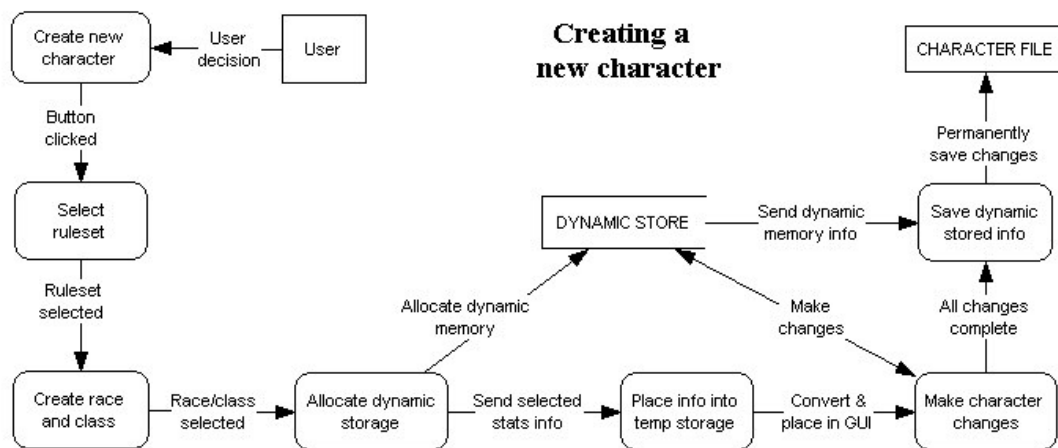 Creating a
new character
Create new
character
User
decision
User
CHARACTER FILE
Button
clicked
Permanently
save changes
Select
ruleset
DYNAMIC STORE
Send dynamic
memory info
Save dynamic
stored info
Ruleset
selected
Allocate dynamic
memory
Make
changes
All changes
complete
Create race
and class
Race/class
selected
Allocate dynamic
storage
Send selected
stats info
Place info into
temp storage
Convert &
place in GUI
Make character
changes